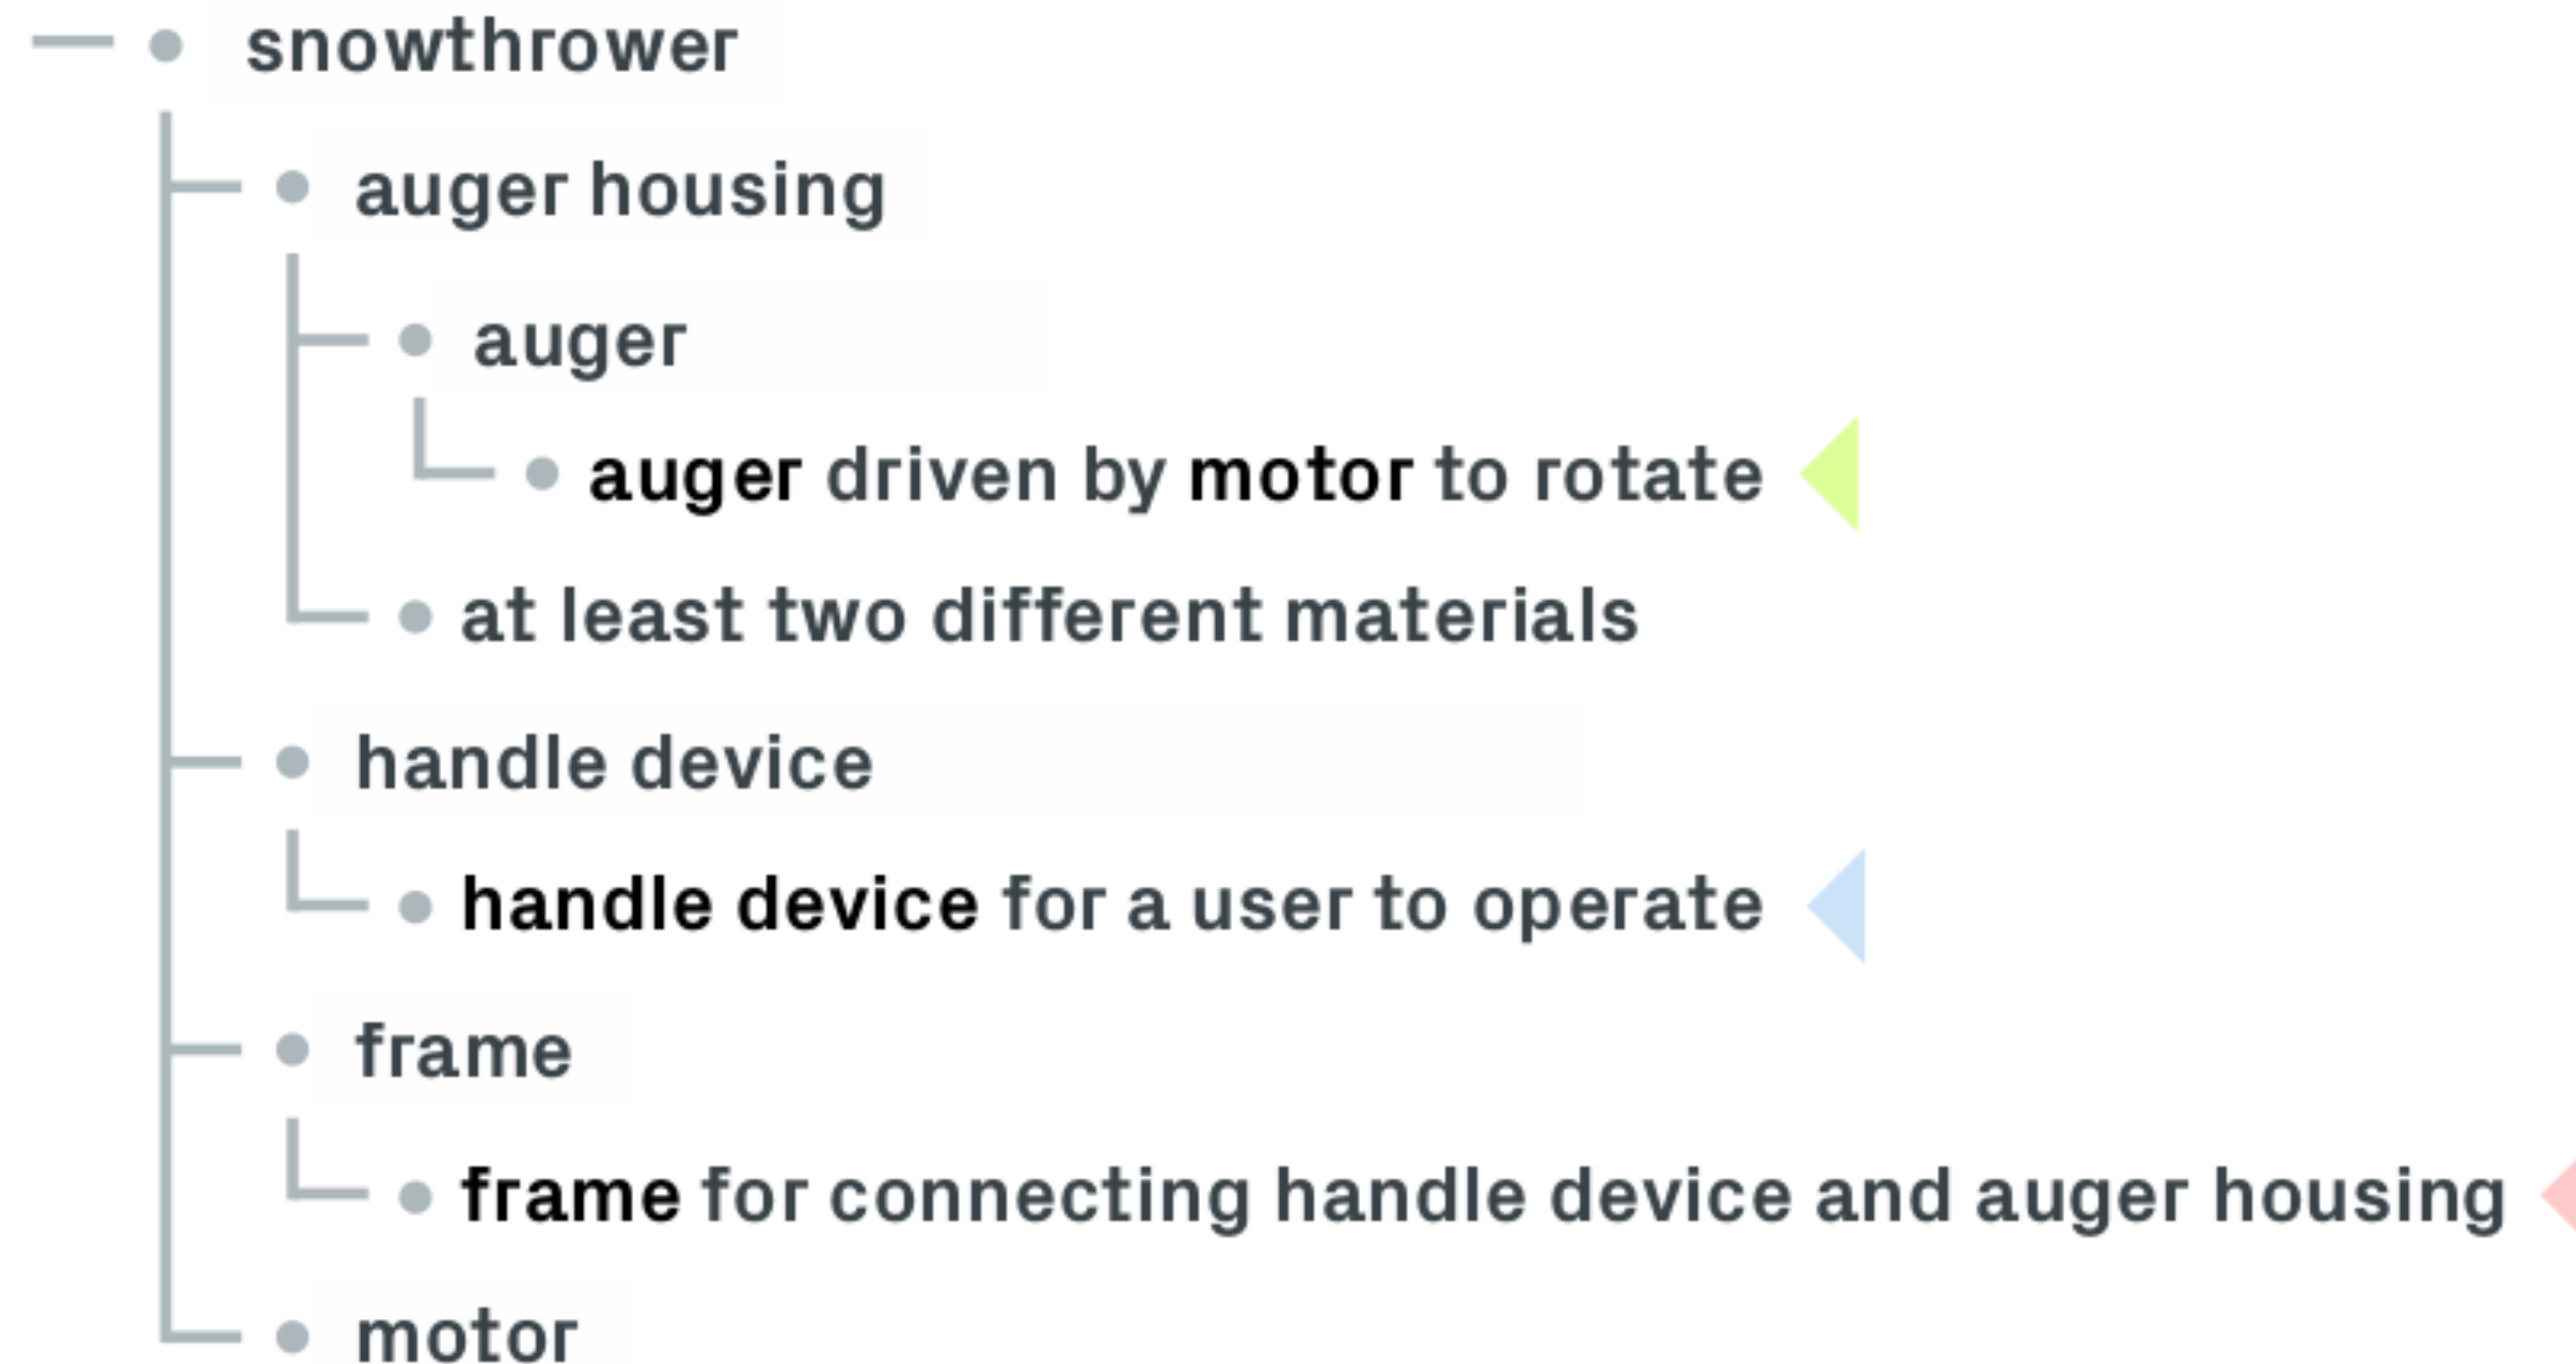 snowthrower
auger housing
auger
auger driven by motor to rotate
at least two different materials
handle device
handle device for a user to operate
frame
frame for connecting handle device and auger housing
motor